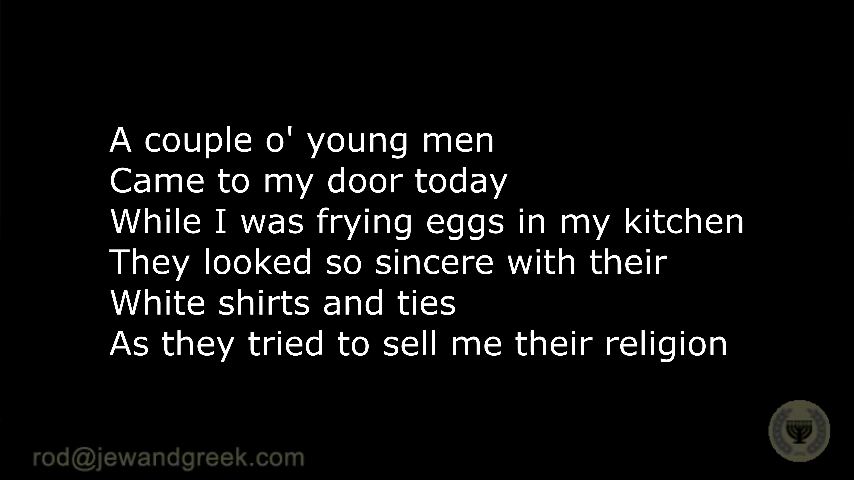 A couple o' young men
Came to my door today
While I was frying eggs in my kitchen
They looked so sincere with their
White shirts and ties
As they tried to sell me their religion
rod@jewandgreek.com